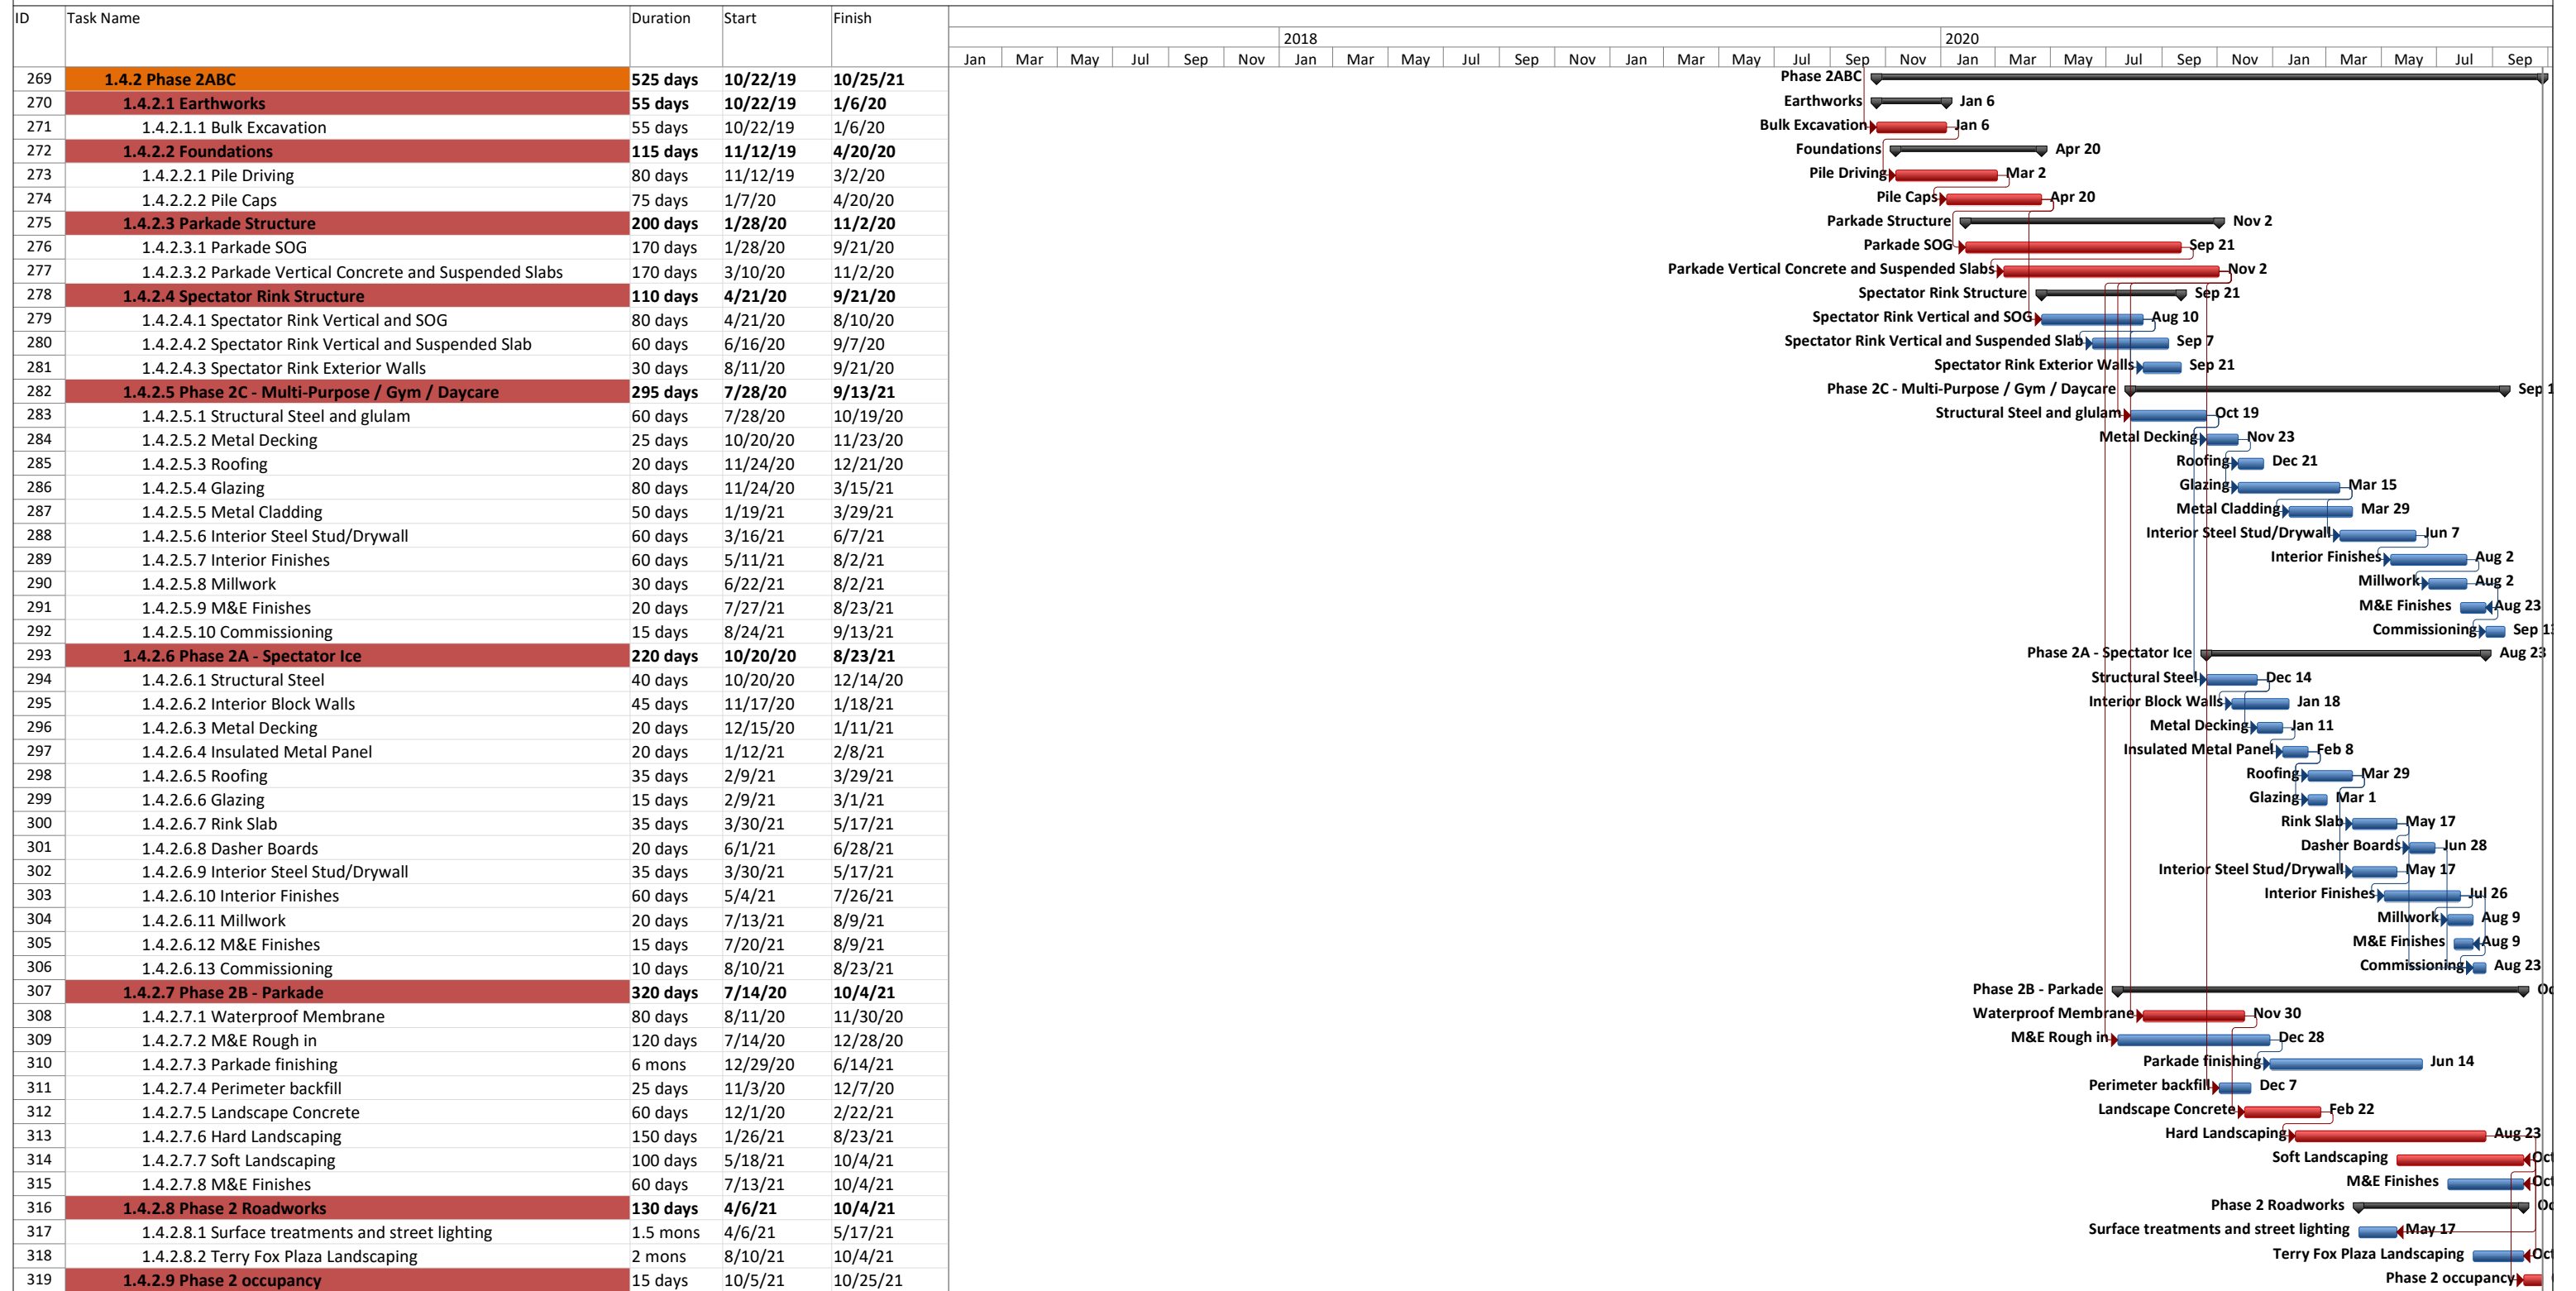 ID Task Name Duration Start Finish
2018 2020
Jan Mar May Jul Sep Nov Jan Mar May Jul Sep Nov Jan Mar May Jul Sep Nov Jan Mar May Jul Sep Nov Jan Mar May Jul Sep
269 1.4.2 Phase 2ABC 525 days 10/22/19 10/25/21 Phase 2ABC
270 1.4.2.1 Earthworks 55 days 10/22/19 1/6/20 Earthworks Jan 6
271 1.4.2.1.1 Bulk Excavation 55 days 10/22/19 1/6/20 Bulk Excavation Jan 6
272 1.4.2.2 Foundations 115 days 11/12/19 4/20/20 Foundations Apr 20
273 1.4.2.2.1 Pile Driving 80 days 11/12/19 3/2/20 Pile Driving Mar 2
274 1.4.2.2.2 Pile Caps 75 days 1/7/20 4/20/20 Pile Caps Apr 20
275 1.4.2.3 Parkade Structure 200 days 1/28/20 11/2/20 Parkade Structure Nov 2
276 1.4.2.3.1 Parkade SOG 170 days 1/28/20 9/21/20 Parkade SOG Sep 21
277 1.4.2.3.2 Parkade Vertical Concrete and Suspended Slabs 170 days 3/10/20 11/2/20 Parkade Vertical Concrete and Suspended Slabs Nov 2
278 1.4.2.4 Spectator Rink Structure 110 days 4/21/20 9/21/20 Spectator Rink Structure Sep 21
279 1.4.2.4.1 Spectator Rink Vertical and SOG 80 days 4/21/20 8/10/20 Spectator Rink Vertical and SOG Aug 10
280 1.4.2.4.2 Spectator Rink Vertical and Suspended Slab 60 days 6/16/20 9/7/20 Spectator Rink Vertical and Suspended Slab Sep 7
281 1.4.2.4.3 Spectator Rink Exterior Walls 30 days 8/11/20 9/21/20 Spectator Rink Exterior Walls Sep 21
282 1.4.2.5 Phase 2C - Multi-Purpose / Gym / Daycare 295 days 7/28/20 9/13/21 Phase 2C - Multi-Purpose / Gym / Daycare Sep 1
283 1.4.2.5.1 Structural Steel and glulam 60 days 7/28/20 10/19/20 Structural Steel and glulam Oct 19
284 1.4.2.5.2 Metal Decking 25 days 10/20/20 11/23/20 Metal Decking Nov 23
285 1.4.2.5.3 Roofing 20 days 11/24/20 12/21/20 Roofing Dec 21
286 1.4.2.5.4 Glazing 80 days 11/24/20 3/15/21 Glazing Mar 15
287 1.4.2.5.5 Metal Cladding 50 days 1/19/21 3/29/21 Metal Cladding Mar 29
288 1.4.2.5.6 Interior Steel Stud/Drywall 60 days 3/16/21 6/7/21 Interior Steel Stud/Drywall Jun 7
289 1.4.2.5.7 Interior Finishes 60 days 5/11/21 8/2/21 Interior Finishes Aug 2
290 1.4.2.5.8 Millwork 30 days 6/22/21 8/2/21 Millwork Aug 2
291 1.4.2.5.9 M&E Finishes 20 days 7/27/21 8/23/21 M&E Finishes Aug 23
292 1.4.2.5.10 Commissioning 15 days 8/24/21 9/13/21 Commissioning Sep 13
293 1.4.2.6 Phase 2A - Spectator Ice 220 days 10/20/20 8/23/21 Phase 2A - Spectator Ice Aug 23
294 1.4.2.6.1 Structural Steel 40 days 10/20/20 12/14/20 Structural Steel Dec 14
295 1.4.2.6.2 Interior Block Walls 45 days 11/17/20 1/18/21 Interior Block Walls Jan 18
296 1.4.2.6.3 Metal Decking 20 days 12/15/20 1/11/21 Metal Decking Jan 11
297 1.4.2.6.4 Insulated Metal Panel 20 days 1/12/21 2/8/21 Insulated Metal Panel Feb 8
298 1.4.2.6.5 Roofing 35 days 2/9/21 3/29/21 Roofing Mar 29
299 1.4.2.6.6 Glazing 15 days 2/9/21 3/1/21 Glazing Mar 1
300 1.4.2.6.7 Rink Slab 35 days 3/30/21 5/17/21 Rink Slab May 17
301 1.4.2.6.8 Dasher Boards 20 days 6/1/21 6/28/21 Dasher Boards Jun 28
302 1.4.2.6.9 Interior Steel Stud/Drywall 35 days 3/30/21 5/17/21 Interior Steel Stud/Drywall May 17
303 1.4.2.6.10 Interior Finishes 60 days 5/4/21 7/26/21 Interior Finishes Jul 26
304 1.4.2.6.11 Millwork 20 days 7/13/21 8/9/21 Millwork Aug 9
305 1.4.2.6.12 M&E Finishes 15 days 7/20/21 8/9/21 M&E Finishes Aug 9
306 1.4.2.6.13 Commissioning 10 days 8/10/21 8/23/21 Commissioning Aug 23
307 1.4.2.7 Phase 2B - Parkade 320 days 7/14/20 10/4/21 Phase 2B - Parkade
308 1.4.2.7.1 Waterproof Membrane 80 days 8/11/20 11/30/20 Waterproof Membrane Nov 30
309 1.4.2.7.2 M&E Rough in 120 days 7/14/20 12/28/20 M&E Rough in Dec 28
310 1.4.2.7.3 Parkade finishing 6 mons 12/29/20 6/14/21 Parkade finishing Jun 14
311 1.4.2.7.4 Perimeter backfill 25 days 11/3/20 12/7/20 Perimeter backfill Dec 7
312 1.4.2.7.5 Landscape Concrete 60 days 12/1/20 2/22/21 Landscape Concrete Feb 22
313 1.4.2.7.6 Hard Landscaping 150 days 1/26/21 8/23/21 Hard Landscaping Aug 23
314 1.4.2.7.7 Soft Landscaping 100 days 5/18/21 10/4/21 Soft Landscaping Oct
315 1.4.2.7.8 M&E Finishes 60 days 7/13/21 10/4/21 M&E Finishes Oct
316 1.4.2.8 Phase 2 Roadworks 130 days 4/6/21 10/4/21 Phase 2 Roadworks
317 1.4.2.8.1 Surface treatments and street lighting 1.5 mons 4/6/21 5/17/21 Surface treatments and street lighting May 17
318 1.4.2.8.2 Terry Fox Plaza Landscaping 2 mons 8/10/21 10/4/21 Terry Fox Plaza Landscaping Oct
319 1.4.2.9 Phase 2 occupancy 15 days 10/5/21 10/25/21 Phase 2 occupancy